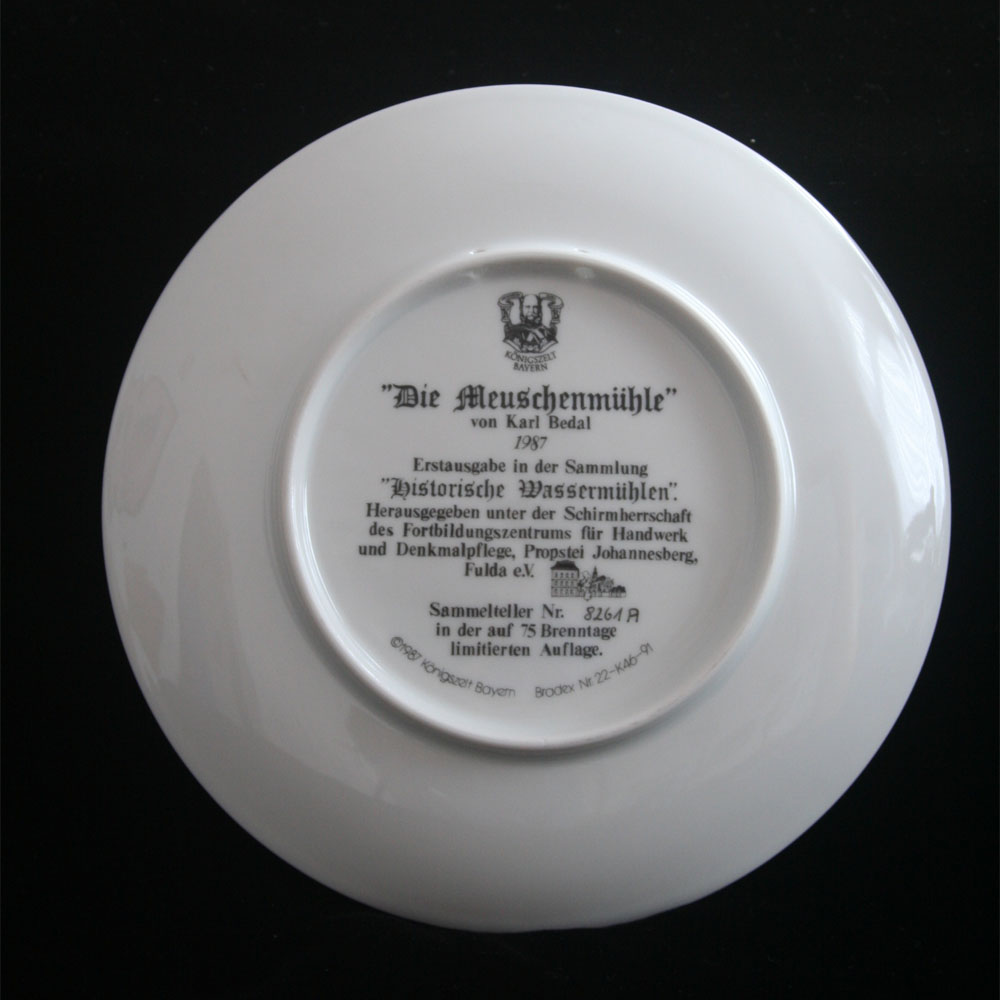 KÖNIGSZELT
BAYERN
"Die Meuschenmühle"
von Karl Bedal
1987
Erstausgabe in der Sammlung
"Historische Wassermühlen".
Herausgegeben unter der Schirmherrschaft
des Fortbildungszentrums für Handwerk
und Denkmalpflege, Propstei Johannesberg,
Fulda e.V.
Sammelteller Nr. 8261 A
in der auf 75 Brenntage
limitierten Auflage.
©1987 Königszelt Bayern Bradex Nr. 22-K46-91